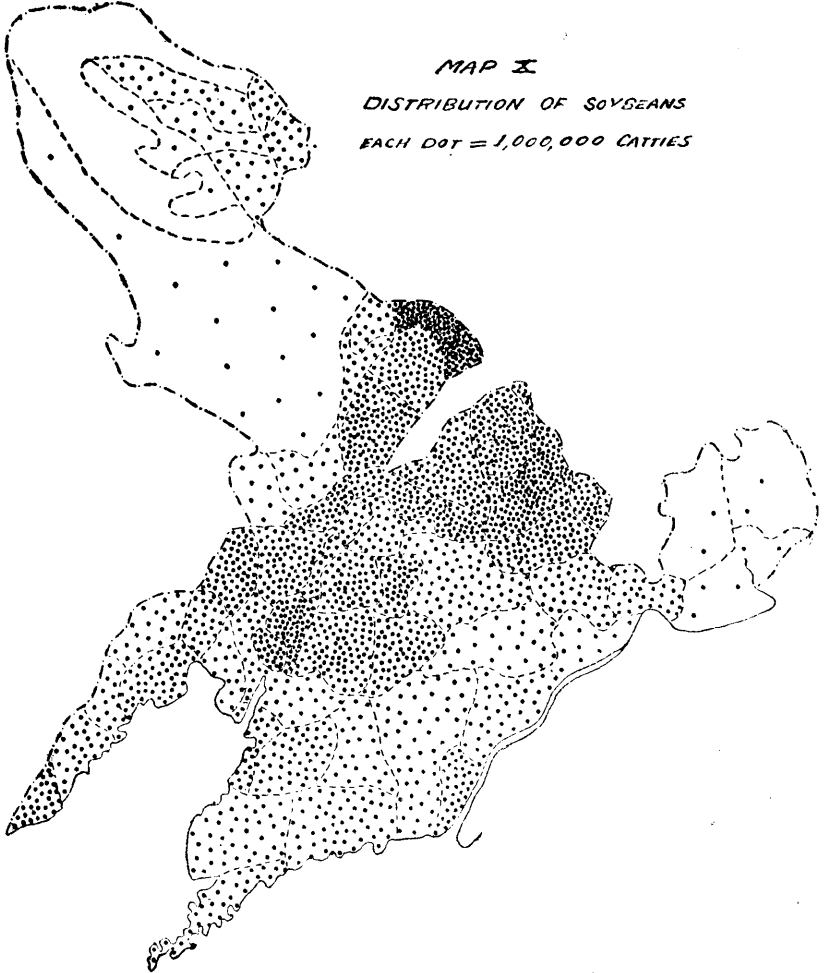 MAP X
DISTRIBUTION OF SOYBEANS
EACH DOT = 1,000,000 CATTIES